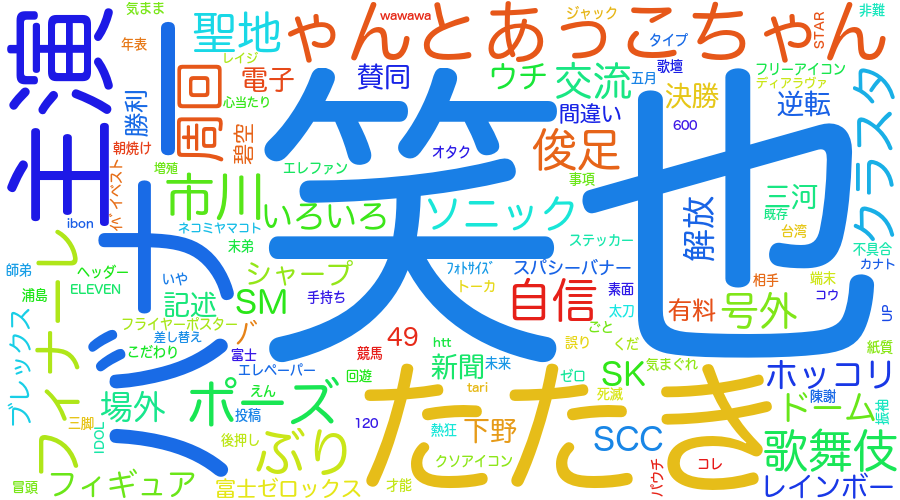 気まま
wawawa
ジャック
非難
主演
聖地
ゃんとあっこちゃん
STAR
年表
レイジ
タイプ
周回
電子
賛同
ウチ
交流
歌壇
五月
フリーアイコン
ディアラヴァ
心当たり
決勝
逆転
クラスタ
勝利
碧空
間違い
600
笑也
朝焼け
オタク
俊足
増殖
エレファン
事項
市川
いろいろ
ソニック
解放
三河
既存
台湾
ibon
ネコミヤマコト
末弟
ステッカー
不具合
師弟
ヘッダー
いや
シャープ
フォトサイズ
スパシーバナー
相手
端末
カナト
浦島
ELEVEN
記述
SM
手持ち
トーカ
自信
素面
太刀
有料
号外
コウ
UP
フライヤーポスター
差し替え
バ
49
ごと
くだ
誤り
紙質
こだわり
富士
競馬
htt
新聞
未来
気まぐれ
フィナーレ
ブレックス
エレペーパー
回遊
ゼロ
SK
ホッコリ
場外
ポーズ
えん
tari
死滅
陳謝
ドーム
三脚
投稿
120
たたき
IDOL
後押し
ぶり
熱狂
下野
SCC
歌舞伎
クソアイコン
パウチ
コレ
冒頭
フィギュア
富士ゼロックス
才能
レインボー